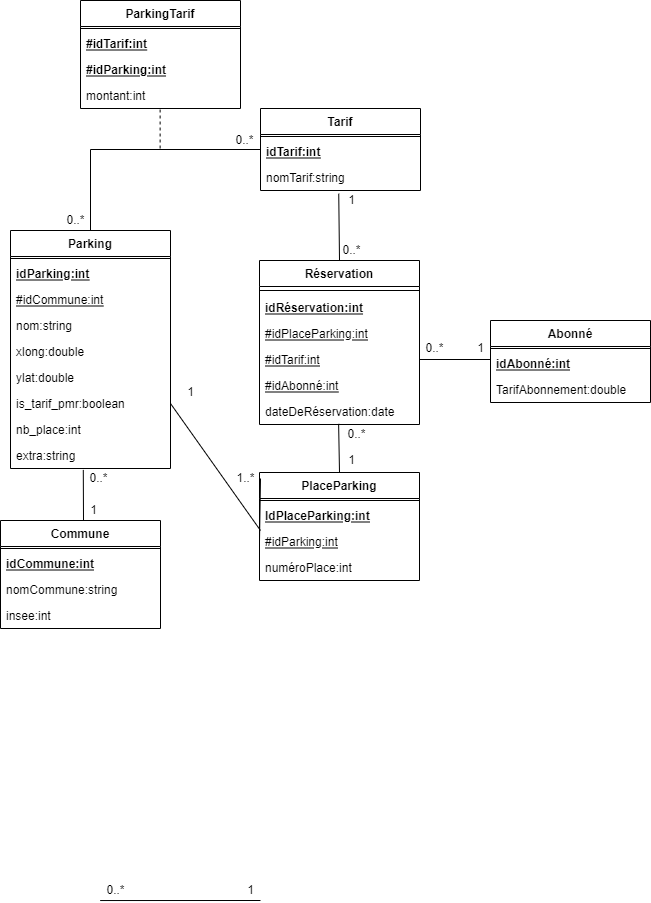 ParkingTarif
#idTarif:int
#idParking:int
montant:int
0..*
Tarif
idTarif:int
nomTarif:string
1
0..*
0..*
Parking
idParking:int
#idCommune:int
nom:string
xlong:double
ylat:double
is_tarif_pmr:boolean
nb_place:int
extra:string
Réservation
idRéservation:int
#idPlaceParking:int
#idTarif:int
#idAbonné:int
dateDeRéservation:date
0..*
1
Abonné
idAbonné:int
TarifAbonnement:double
1
0..*
1
1..*
PlaceParking
IdPlaceParking:int
#idParking:int
numéroPlace:int
0..*
1
Commune
idCommune:int
nomCommune:string
insee:int
0..*
1